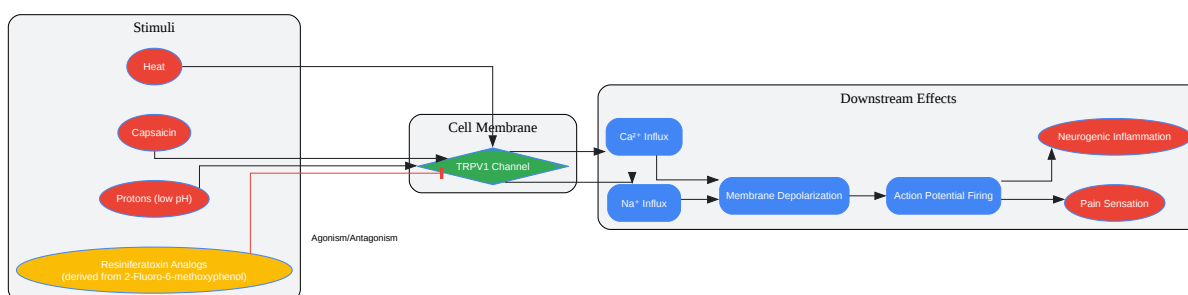 Stimuli
Heat
Capsaicin
Protons (low pH)
Resiniferatoxin Analogs
(derived from 2-Fluoro-6-methoxyphenol)
Agonism/Antagonism
Cell Membrane
TRPV1 Channel
Downstream Effects
Ca²⁺ Influx
Na⁺ Influx
Membrane Depolarization
Action Potential Firing
Neurogenic Inflammation
Pain Sensation